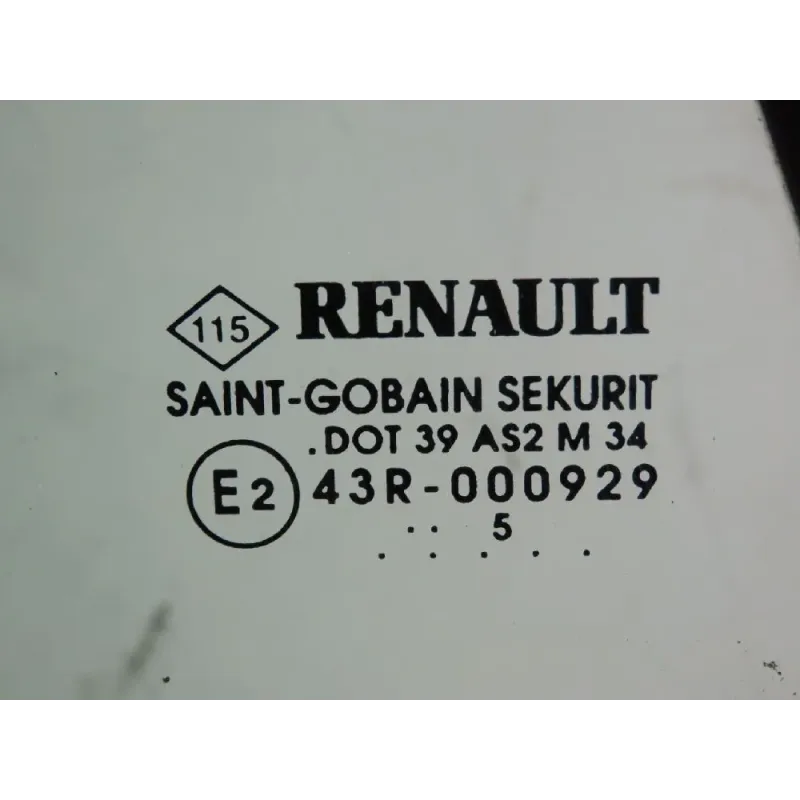 115 RENAULT
SAINT-GOBAIN SEKURIT
.DOT 39 AS2 M 34
E2 43R-000929
.. 5
. . . . .